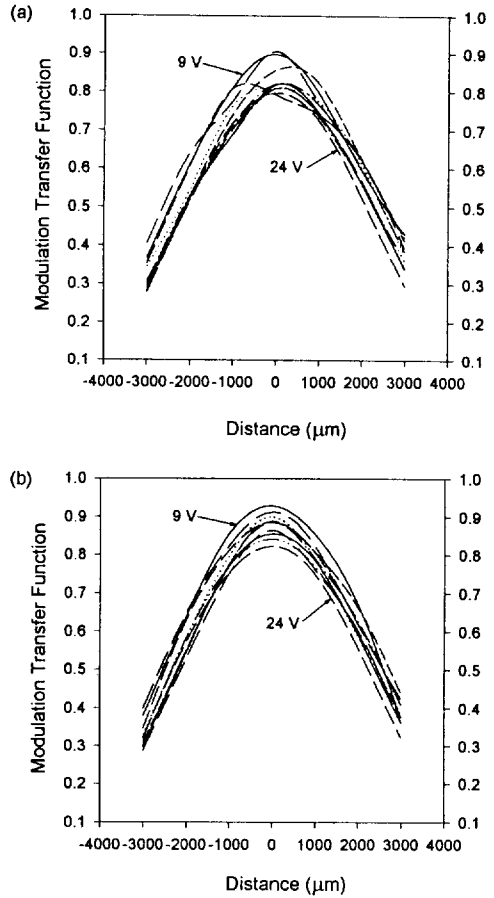 (a)
1.0 1.0
0.9 0.9
9 V
0.8 0.8
0.7 0.7
24 V
0.6 0.6
0.5 0.5
0.4 0.4
0.3 0.3
0.2 0.2
0.1 0.1
Modulation Transfer Function
-4000 -3000 -2000 -1000 0 1000 2000 3000 4000
Distance (μm)
(b)
1.0 1.0
0.9 0.9
9 V
0.8 0.8
0.7 0.7
24 V
0.6 0.6
0.5 0.5
0.4 0.4
0.3 0.3
0.2 0.2
0.1 0.1
Modulation Transfer Function
-4000 -3000 -2000 -1000 0 1000 2000 3000 4000
Distance (μm)